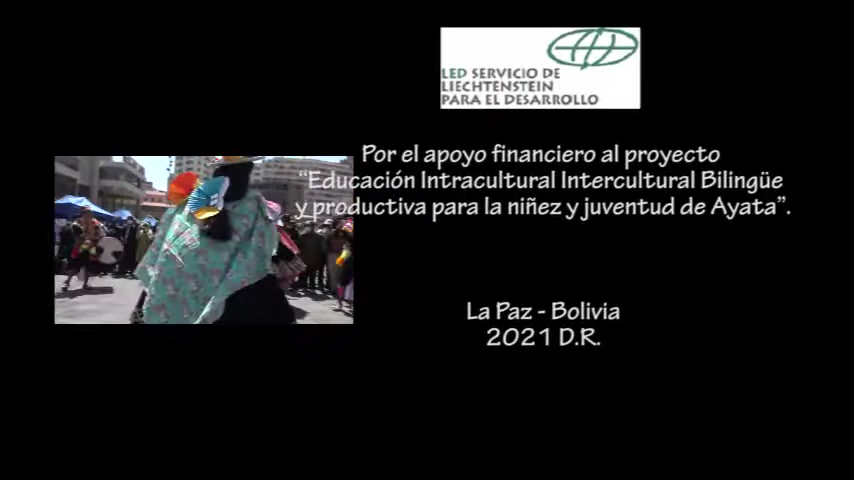 LED SERVICIO DE
LIECHTENSTEIN
PARA EL DESARROLLO
Por el apoyo financiero al proyecto
“Educación Intracultural Intercultural Bilingüe
y productiva para la niñez y juventud de Ayata”.
La Paz - Bolivia
2021 D.R.